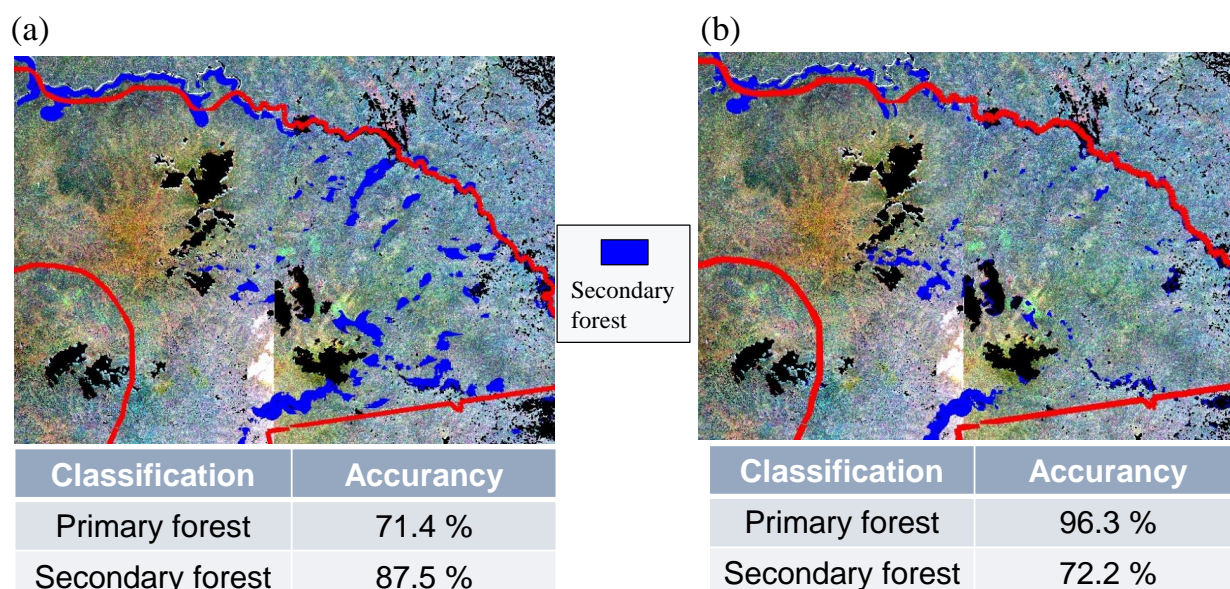 (a)
(b)
Secondary
forest
Classification Accurancy
Primary forest 71.4 %
Secondary forest 87.5 %
Classification Accurancy
Primary forest 96.3 %
Secondary forest 72.2 %